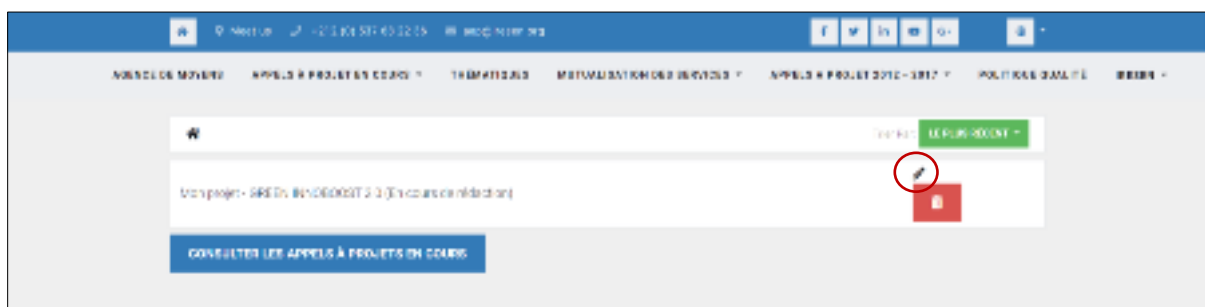 AGENCE DE MOYENS APPELS À PROJET EN COURS THÉMATIQUES MUTUALISATION DES SERVICES APPELS A PROJET 2012 - 2017 POLITIQUE QUALITÉ
LE PLUS RÉCENT
Mon projet - GREEN INNOBOOST 2.0 (En cours de rédaction)
CONSULTER LES APPELS À PROJETS EN COURS